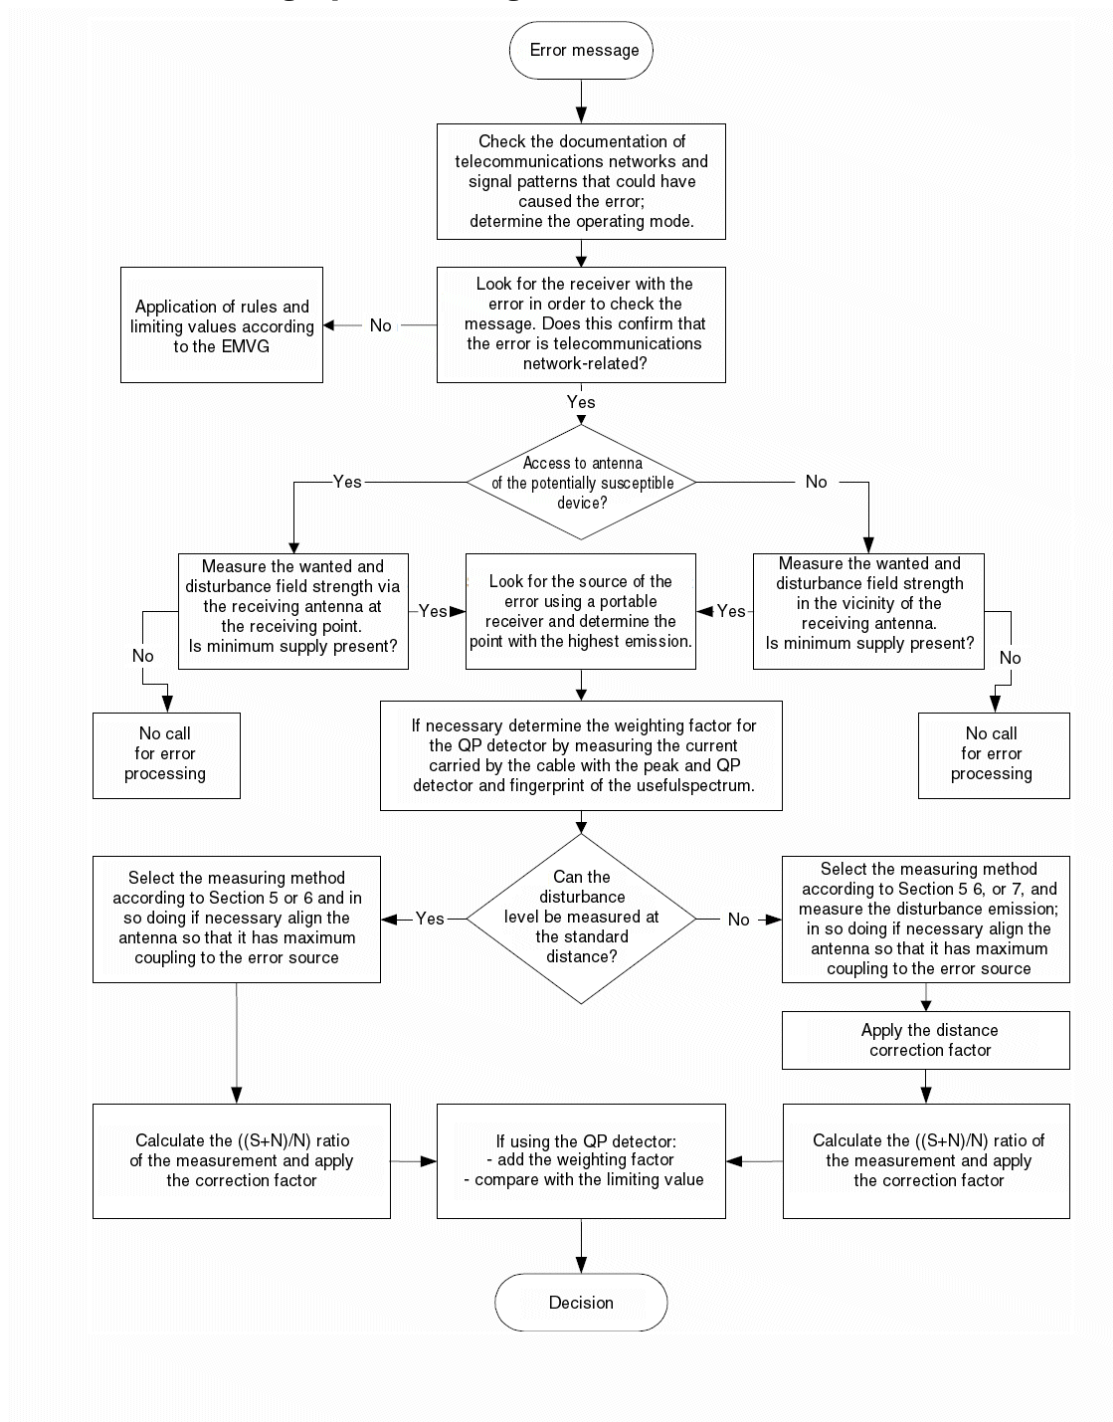 Error message
Check the documentation of
telecommunications networks and
signal patterns that could have
caused the error;
determine the operating mode.
Look for the receiver with the
error in order to check the
message. Does this confirm that
the error is telecommunications
network-related?
No
Application of rules and
limiting values according
to the EMVG
Yes
Access to antenna
of the potentially susceptible
device?
Yes
No
Measure the wanted and
disturbance field strength via
the receiving antenna at
the receiving point.
Is minimum supply present?
Yes
Look for the source of the
error using a portable
receiver and determine the
point with the highest emission.
Yes
Measure the wanted and
disturbance field strength
in the vicinity of the
receiving antenna.
Is minimum supply present?
No
No
No call
for error
processing
If necessary determine the weighting factor for
the QP detector by measuring the current
carried by the cable with the peak and QP
detector and fingerprint of the usefulspectrum.
No call
for error
processing
Select the measuring method
according to Section 5 or 6 and in
so doing if necessary align the
antenna so that it has maximum
coupling to the error source
Yes
Can the
disturbance
level be measured at
the standard
distance?
No
Select the measuring method
according to Section 5 6, or 7, and
measure the disturbance emission;
in so doing if necessary align the
antenna so that it has maximum
coupling to the error source
Apply the distance
correction factor
Calculate the ((S+N)/N) ratio
of the measurement and apply
the correction factor
If using the QP detector:
- add the weighting factor
- compare with the limiting value
Calculate the ((S+N)/N) ratio of
the measurement and apply
the correction factor
Decision